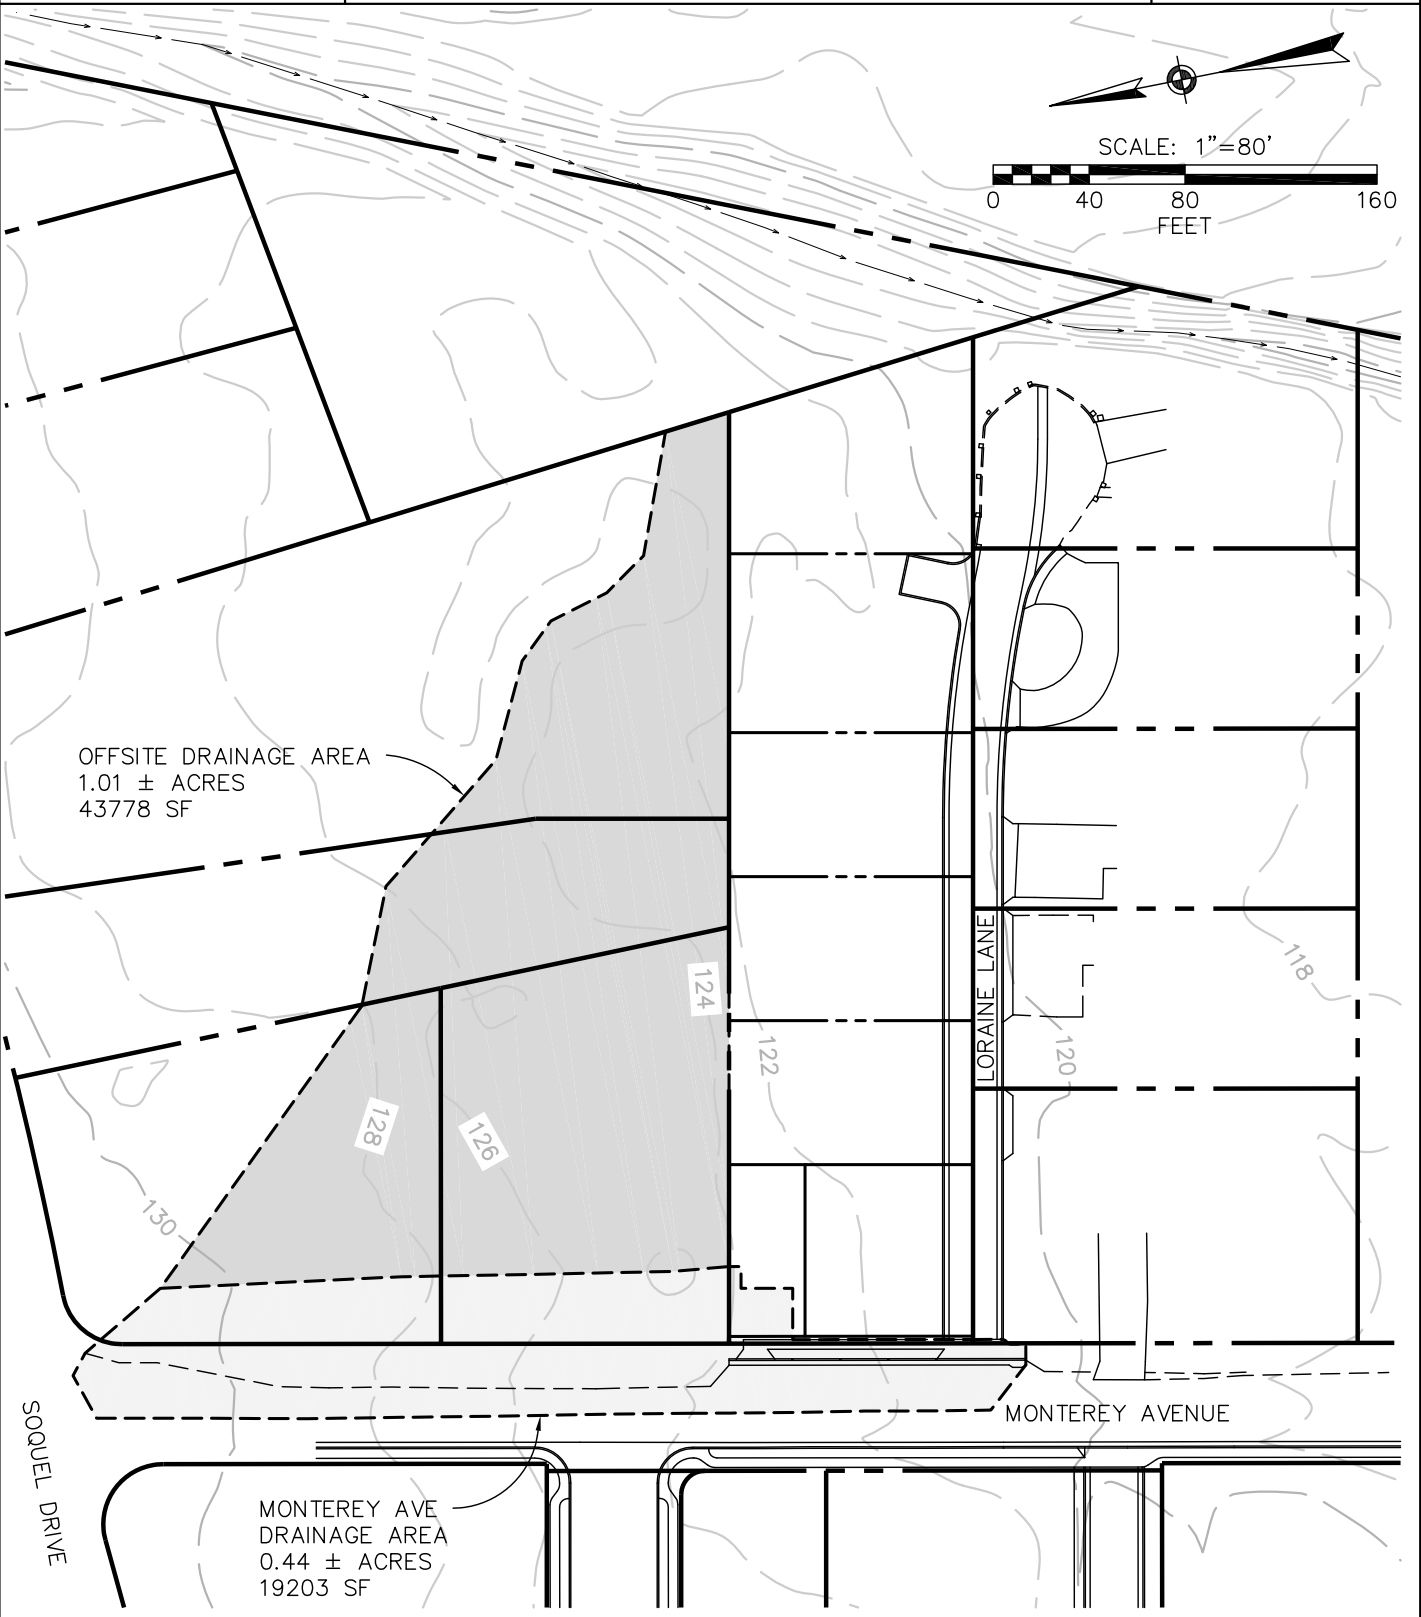 SCALE: 1"=80'
0 40 80 160
FEET
OFFSITE DRAINAGE AREA
1.01 ± ACRES
43778 SF
LORAINE LANE
118
124
122
120
128
126
130
MONTEREY AVENUE
SOQUEL DRIVE
MONTEREY AVE
DRAINAGE AREA
0.44 ± ACRES
19203 SF